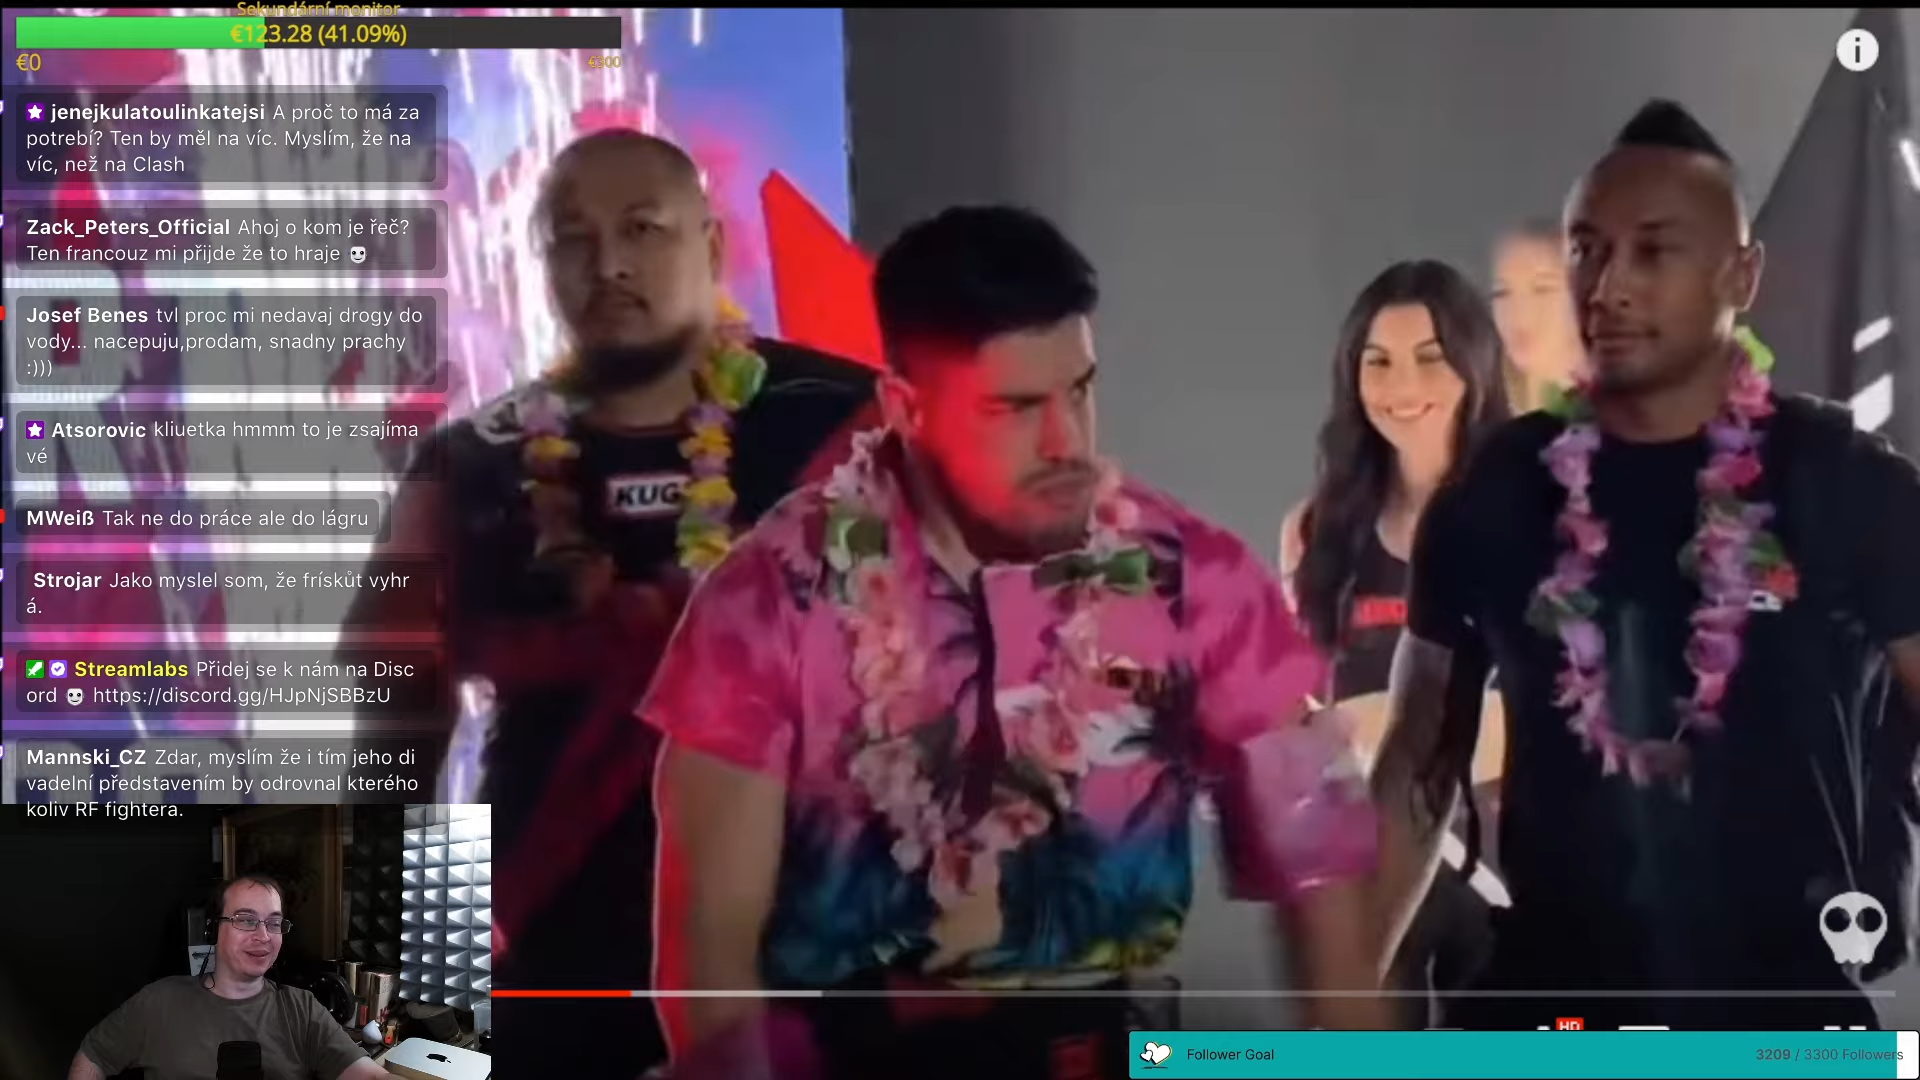 Sekundární monitor
€123.28 (41.09%)
€0
€300
jenejkulatoulinkatejsi A proč to má za
potrebí? Ten by měl na víc. Myslím, že na
víc, než na Clash
Zack_Peters_Official Ahoj o kom je řeč?
Ten francouz mi přijde že to hraje
Josef Benes tvl proc mi nedavaj drogy do
vody... nacepuju,prodam, snadny prachy
:)))
Atsorovic kliuetka hmmm to je zsajíma
vé
MWeiß Tak ne do práce ale do lágru
Strojar Jako myslel som, že frískůt vyhr
á.
Streamlabs Přidej se k nám na Disc
ord https://discord.gg/HJpNjSBBzU
Mannski_CZ Zdar, myslím že i tím jeho di
vadelní představením by odrovnal kterého
koliv RF fightera.
KUG
HD
Follower Goal
3209 / 3300 Followers